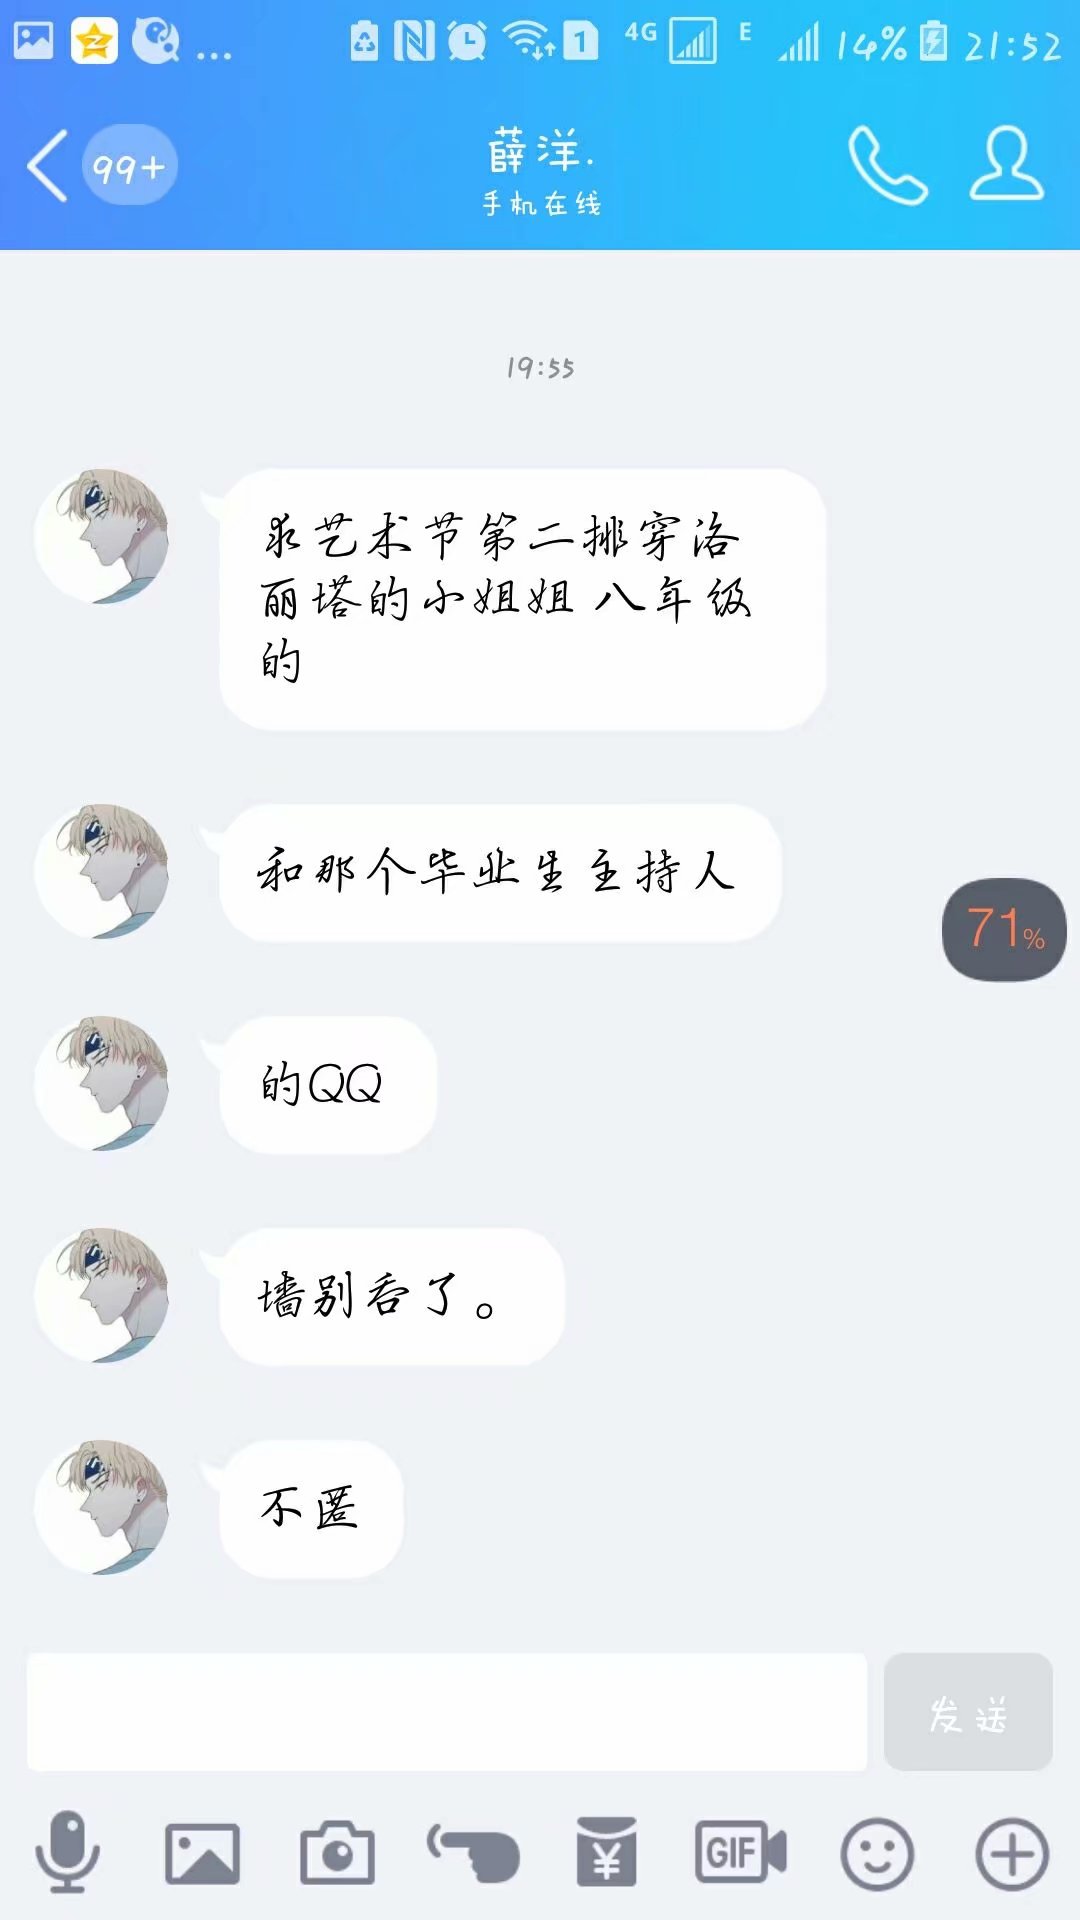 1
4G
E
14%
21:52
99+
薛洋.
手机在线
19:55
求艺术节第二排穿洛
丽塔的小姐姐 八年级
的
和那个毕业生主持人
71%
的QQ
墙别吞了。
不匿
发送
GIF